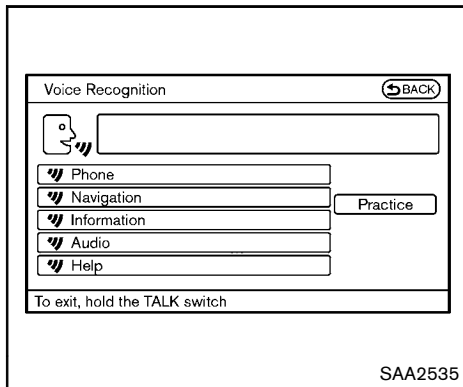 Voice Recognition
BACK
Phone
Navigation
Information
Audio
Help
Practice
To exit, hold the TALK switch
SAA2535